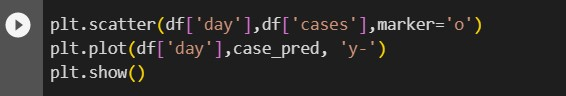 plt.scatter(df['day'],df['cases'],marker='o')
plt.plot(df['day'],case_pred, 'y-')
plt.show()